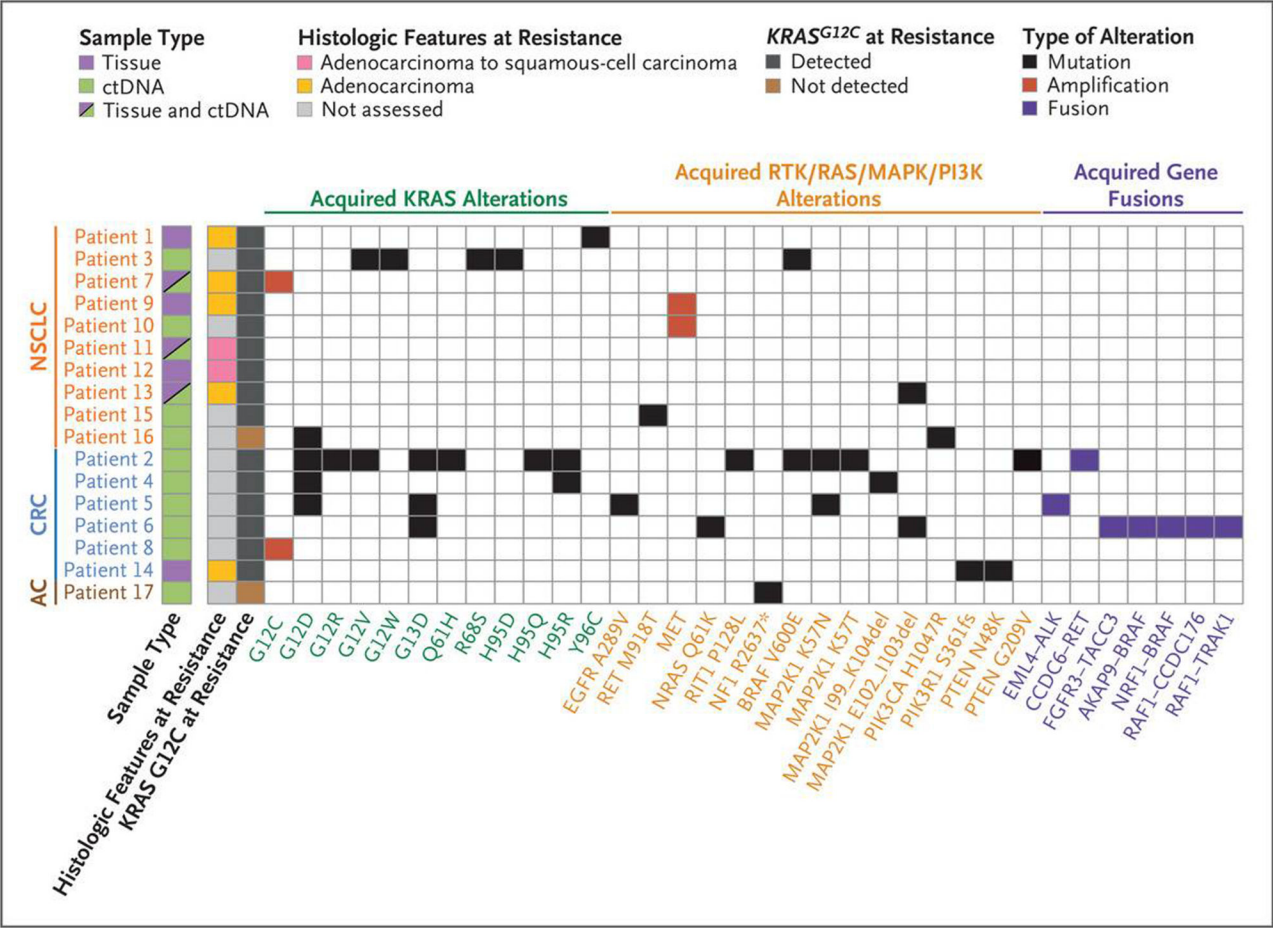 Sample Type
Tissue
ctDNA
Tissue and ctDNA
Histologic Features at Resistance
Adenocarcinoma to squamous-cell carcinoma
Adenocarcinoma
Not assessed
KRASG12C at Resistance
Detected
Not detected
Type of Alteration
Mutation
Amplification
Fusion
Acquired KRAS Alterations
Acquired RTK/RAS/MAPK/PI3K
Alterations
Acquired Gene
Fusions
NSCLC
Patient 1
Patient 3
Patient 7
Patient 9
Patient 10
Patient 11
Patient 12
Patient 13
Patient 15
Patient 16
CRC
Patient 2
Patient 4
Patient 5
Patient 6
Patient 8
Patient 14
AC
Patient 17
Sample Type
Histologic Features at Resistance
KRAS G12C at Resistance
G12C
G12D
G12R
G12V
G12W
G13D
Q61H
R68S
H95D
H95Q
H95R
Y96C
EGFR A289V
RET M918T
MET
NRAS Q61K
RIT1 P128L
NF1 R2637*
BRAF V600E
MAP2K1 K57N
MAP2K1 K57T
MAP2K1 I99_K104del
MAP2K1 E102_I103del
PIK3CA H1047R
PIK3R1 S361fs
PTEN N48K
PTEN G209V
EML4–ALK
CCDC6–RET
FGFR3–TACC3
AKAP9–BRAF
NRF1–BRAF
RAF1–CCDC176
RAF1–TRAK1